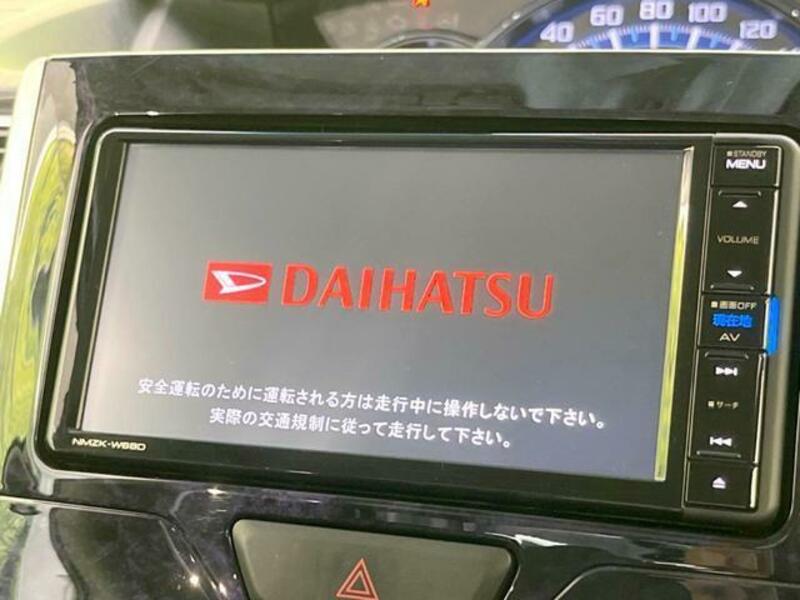 40 60 80 100 120
STANDBY
MENU
VOLUME
画面OFF
現在地
AV
サーチ
DAIHATSU
安全運転のために運転される方は走行中に操作しないで下さい。
実際の交通規制に従って走行して下さい。
NMZK-W68D